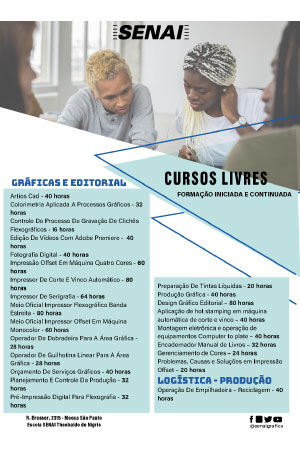 SENAI
CURSOS LIVRES
FORMAÇÃO INICIADA E CONTINUADA
GRÁFICAS E EDITORIAL
Artios Cad - 40 horas
Colorimetria Aplicada A Processos Gráficos - 32
horas
Controle Do Processo De Gravação De Clichês
Flexográficos - 16 horas
Edição De Vídeos Com Adobe Premiere - 40
horas
Fotografia Digital - 40 horas
Impressão Offset Em Máquina Quatro Cores - 60
horas
Impressor De Corte E Vinco Automático - 80
horas
Impressor De Serigrafia - 64 horas
Meio Oficial Impressor Flexográfico Banda
Estreita - 60 horas
Meio Oficial Impressor Offset Em Máquina
Monocolor - 60 horas
Operador De Dobradeira Para A Área Gráfica -
28 horas
Operador De Guilhotina Linear Para A Área
Gráfica - 28 horas
Orçamento De Serviços Gráficos - 40 horas
Planejamento E Controle Da Produção - 32
horas
Pré-Impressão Digital Para Flexografia - 32
horas
Preparação De Tintas Líquidas - 20 horas
Produção Gráfica - 40 horas
Design Gráfico Editorial - 80 horas
Aplicação de hot stamping em máquina
automática de corte e vinco - 40 horas
Montagem eletrônica e operação de
equipamentos Computer to plate - 40 horas
Encadernador Manual de Livros - 32 horas
Gerenciamento de Cores - 24 horas
Problemas, Causas e Soluções em Impressão
Offset - 20 horas
LOGÍSTICA - PRODUÇÃO
Operação De Empilhadeira - Reciclagem - 40
horas
R. Bresser, 2315 - Mooca São Paulo
Escola SENAI Theobaldo de Nigris
@senaigrafica